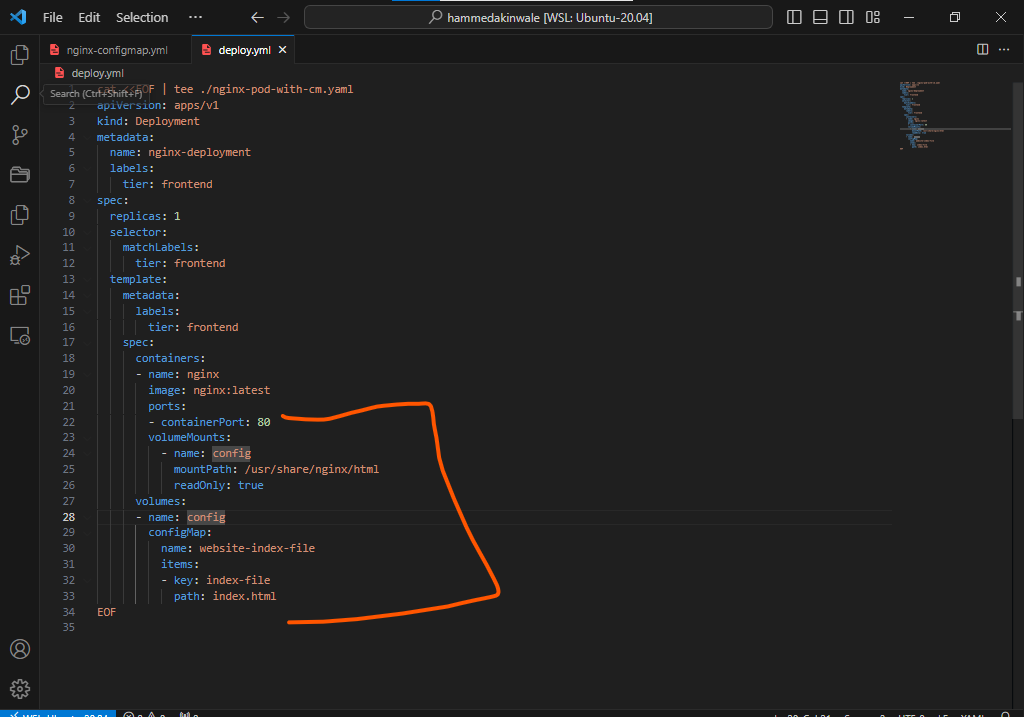 File Edit Selection ··· hammedakinwale [WSL: Ubuntu-20.04]
nginx-configmap.yml deploy.yml
deploy.yml
EOF | tee ./nginx-pod-with-cm.yaml
Search (Ctrl+Shift+F)
2 apiVersion: apps/v1
3 kind: Deployment
4 metadata:
5 name: nginx-deployment
6 labels:
7 tier: frontend
8 spec:
9 replicas: 1
10 selector:
11 matchLabels:
12 tier: frontend
13 template:
14 metadata:
15 labels:
16 tier: frontend
17 spec:
18 containers:
19 - name: nginx
20 image: nginx:latest
21 ports:
22 - containerPort: 80
23 volumeMounts:
24 - name: config
25 mountPath: /usr/share/nginx/html
26 readOnly: true
27 volumes:
28 - name: config
29 configMap:
30 name: website-index-file
31 items:
32 - key: index-file
33 path: index.html
34 EOF
35